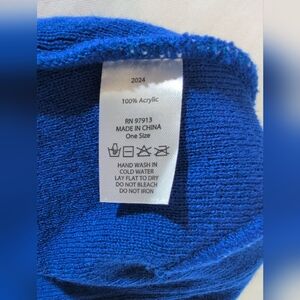 2024
100% Acrylic
RN 97913
MADE IN CHINA
One Size
HAND WASH IN
COLD WATER
LAY FLAT TO DRY
DO NOT BLEACH
DO NOT IRON